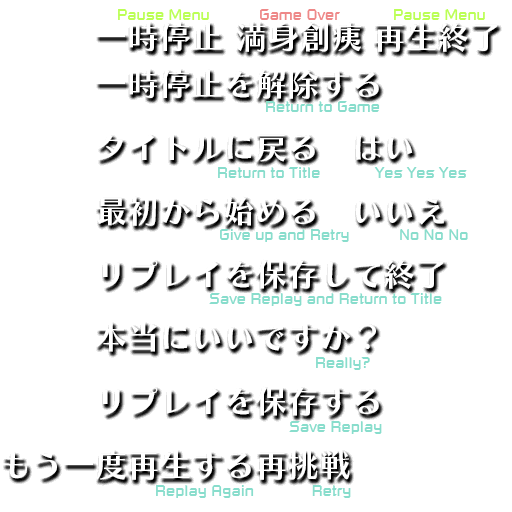 Pause Menu Game Over Pause Menu
一時停止 満身創痍 再生終了
一時停止を解除する
Return to Game
タイトルに戻る はい
Return to Title Yes Yes Yes
最初から始める いいえ
Give up and Retry No No No
リプレイを保存して終了
Save Replay and Return to Title
本当にいいですか？
Really?
リプレイを保存する
Save Replay
もう一度再生する再挑戦
Replay Again Retry